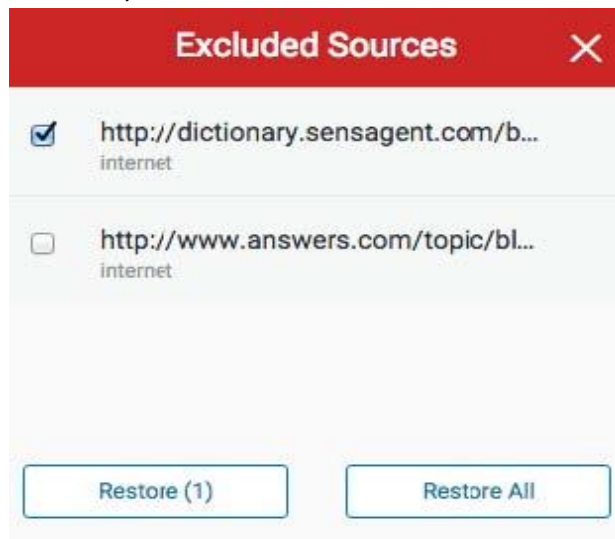 Excluded Sources
http://dictionary.sensagent.com/b...
internet
http://www.answers.com/topic/bl...
internet
Restore (1)
Restore All